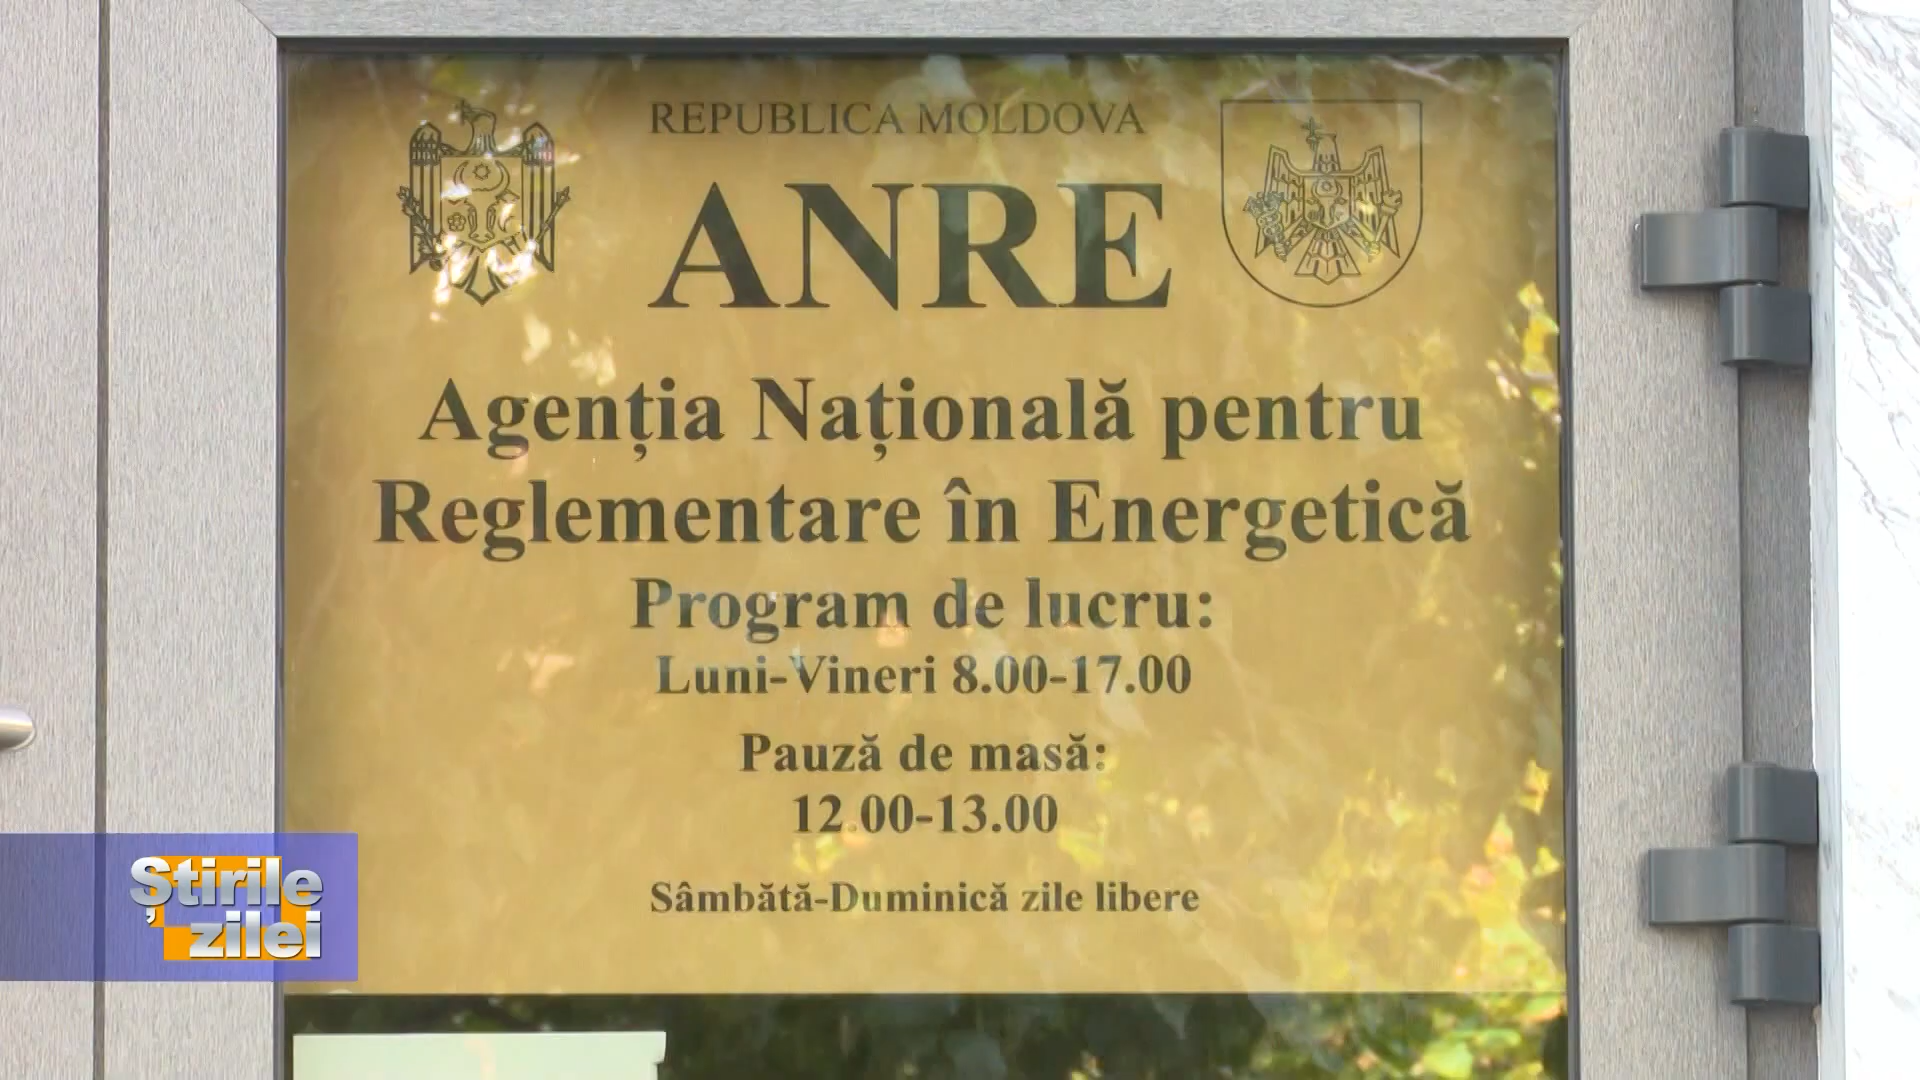 REPUBLICA MOLDOVA
ANRE
Agenția Națională pentru
Reglementare în Energetică
Program de lucru:
Luni-Vineri 8.00-17.00
Pauză de masă:
12.00-13.00
Sâmbătă-Duminică zile libere
Știrile
zilei